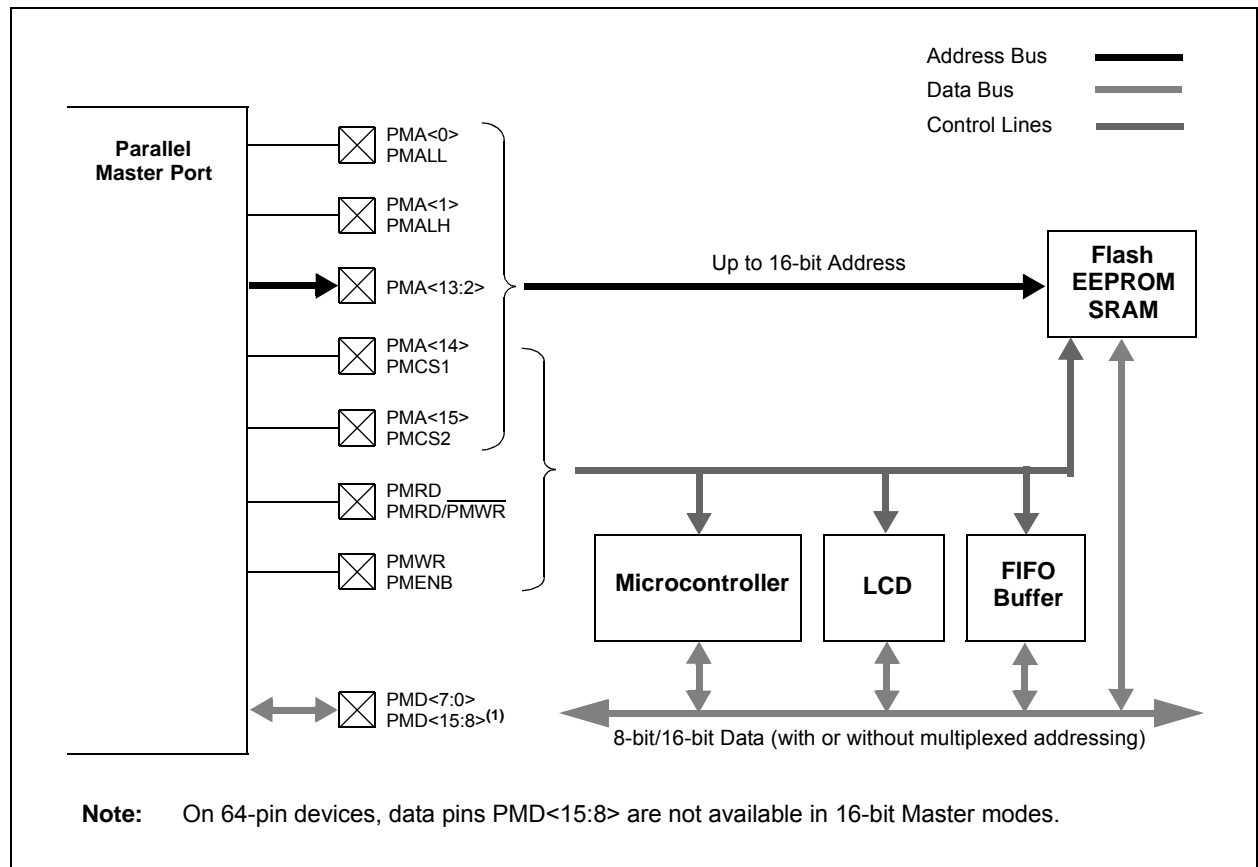 Address Bus
Data Bus
Control Lines
Parallel
Master Port
PMA<0>
PMALL
PMA<1>
PMALH
PMA<13:2>
PMA<14>
PMCS1
PMA<15>
PMCS2
PMRD
PMRD/PMWR
PMWR
PMENB
PMD<7:0>
PMD<15:8>(1)
Up to 16-bit Address
Flash
EEPROM
SRAM
Microcontroller
LCD
FIFO
Buffer
8-bit/16-bit Data (with or without multiplexed addressing)
Note: On 64-pin devices, data pins PMD<15:8> are not available in 16-bit Master modes.